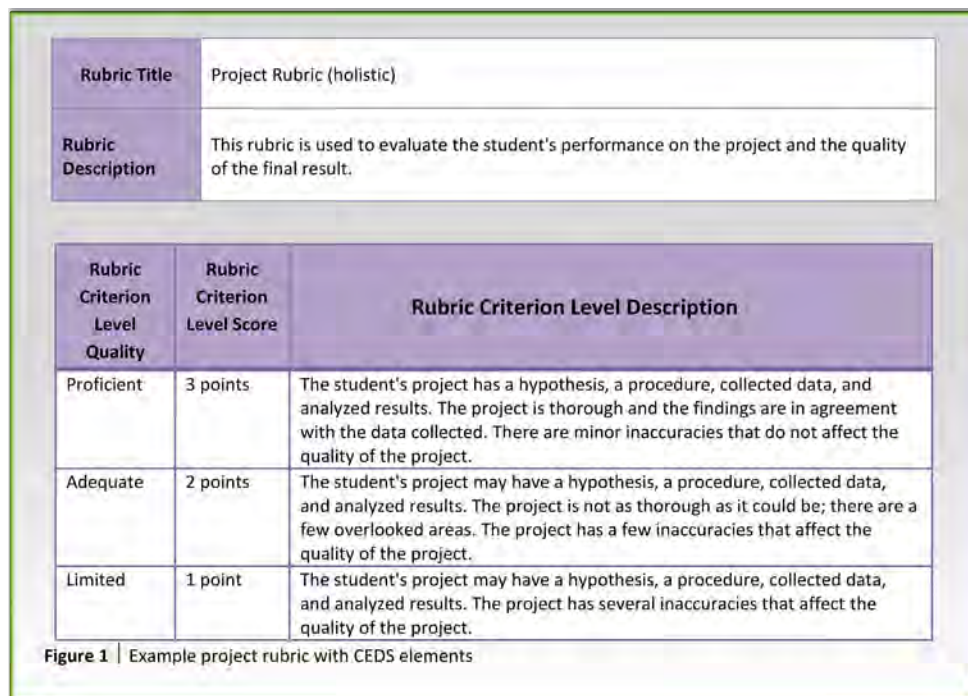 Rubric Title
Project Rubric (holistic)
Rubric
Description
This rubric is used to evaluate the student's performance on the project and the quality
of the final result.
Rubric
Criterion
Level
Quality
Rubric
Criterion
Level Score
Rubric Criterion Level Description
Proficient
3 points
The student's project has a hypothesis, a procedure, collected data, and
analyzed results. The project is thorough and the findings are in agreement
with the data collected. There are minor inaccuracies that do not affect the
quality of the project.
Adequate
2 points
The student's project may have a hypothesis, a procedure, collected data,
and analyzed results. The project is not as thorough as it could be; there are a
few overlooked areas. The project has a few inaccuracies that affect the
quality of the project.
Limited
1 point
The student's project may have a hypothesis, a procedure, collected data,
and analyzed results. The project has several inaccuracies that affect the
quality of the project.
Figure 1 | Example project rubric with CEDS elements